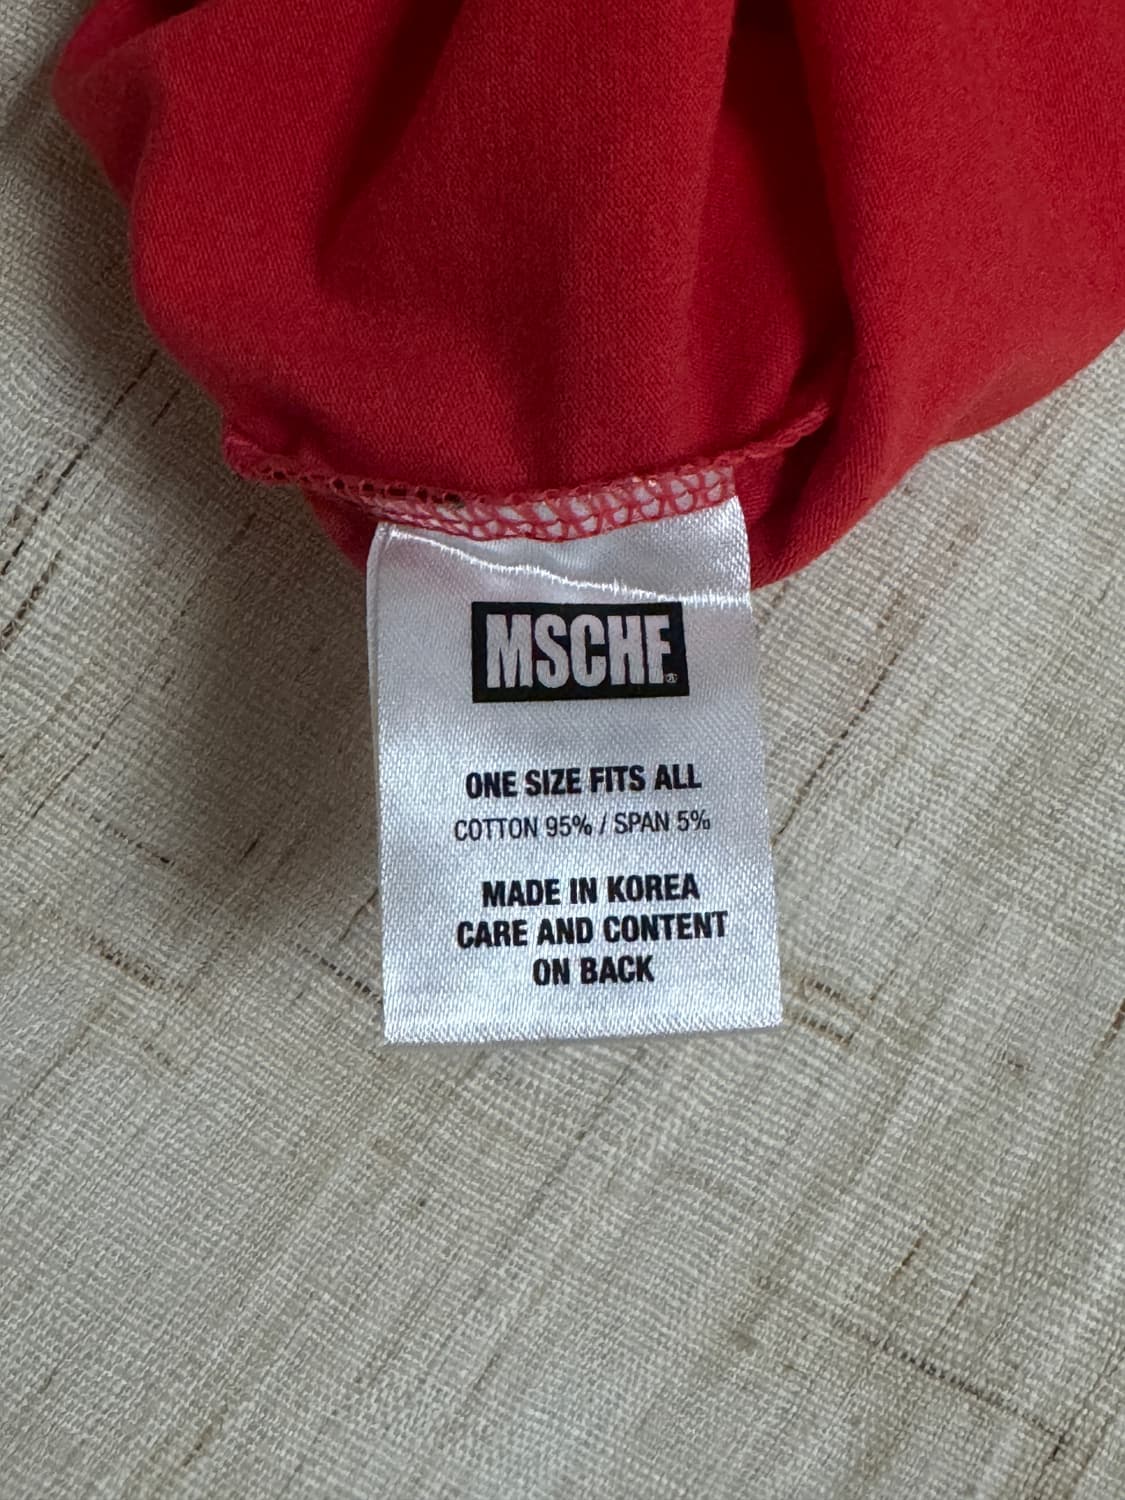 MSCHF®
ONE SIZE FITS ALL
COTTON 95% / SPAN 5%
MADE IN KOREA
CARE AND CONTENT
ON BACK